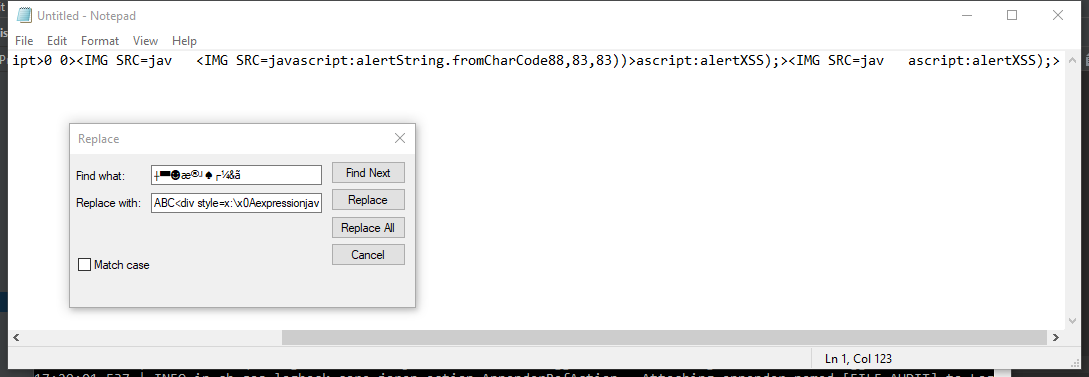 Untitled - Notepad
File Edit Format View Help
ipt>0 0><IMG SRC=jav <IMG SRC=javascript:alertString.fromCharCode88,83,83))>ascript:alertXSS);><IMG SRC=jav ascript:alertXSS);>
Replace
Find what:
Find Next
Replace with: ABC<div style=x:\x0Aexpressionjav
Replace
Replace All
Cancel
Match case
Ln 1, Col 123